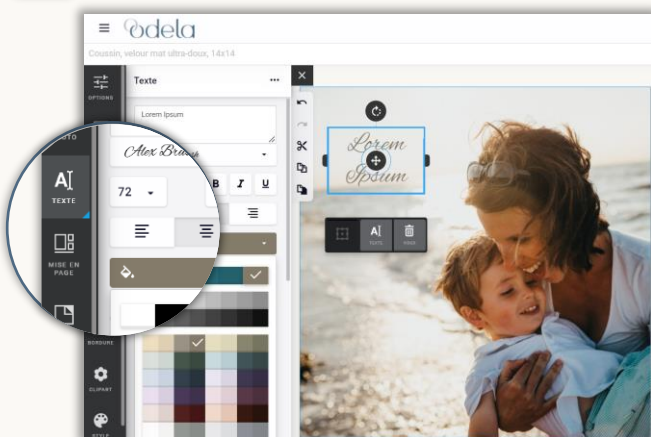 Odela
Coussin, velour mat ultra-doux, 14x14
OPTIONS
Texte
Lorem Ipsum
Alex Brush
72
B I U
TEXTE
MISE EN
PAGE
BORDURE
CLIPART
STYLE
Lorem
Ipsum
TEXTE